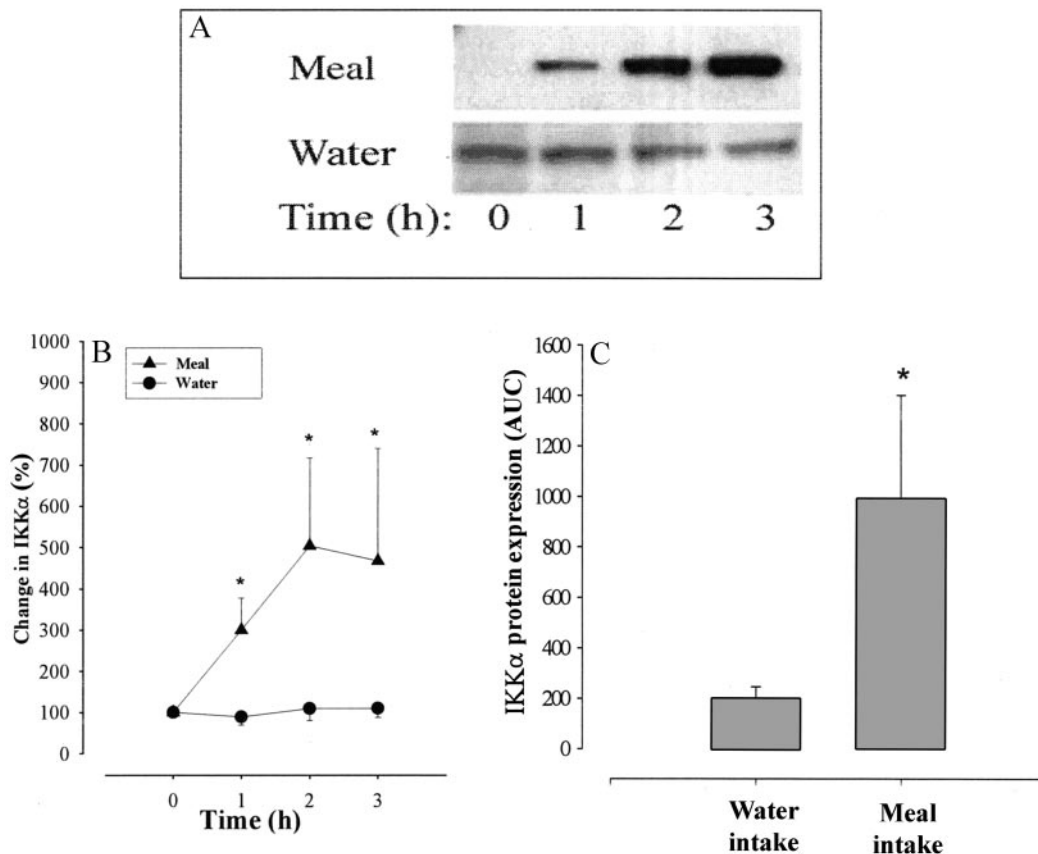 A
Meal
Water
Time (h): 0 1 2 3
B
Meal
Water
1000
900
800
700
600
500
400
300
200
100
0
Change in IKKα (%)
*
*
*
0 1 2 3
Time (h)
C
1600
1400
1200
1000
800
600
400
200
0
IKKα protein expression (AUC)
*
Water
intake
Meal
intake